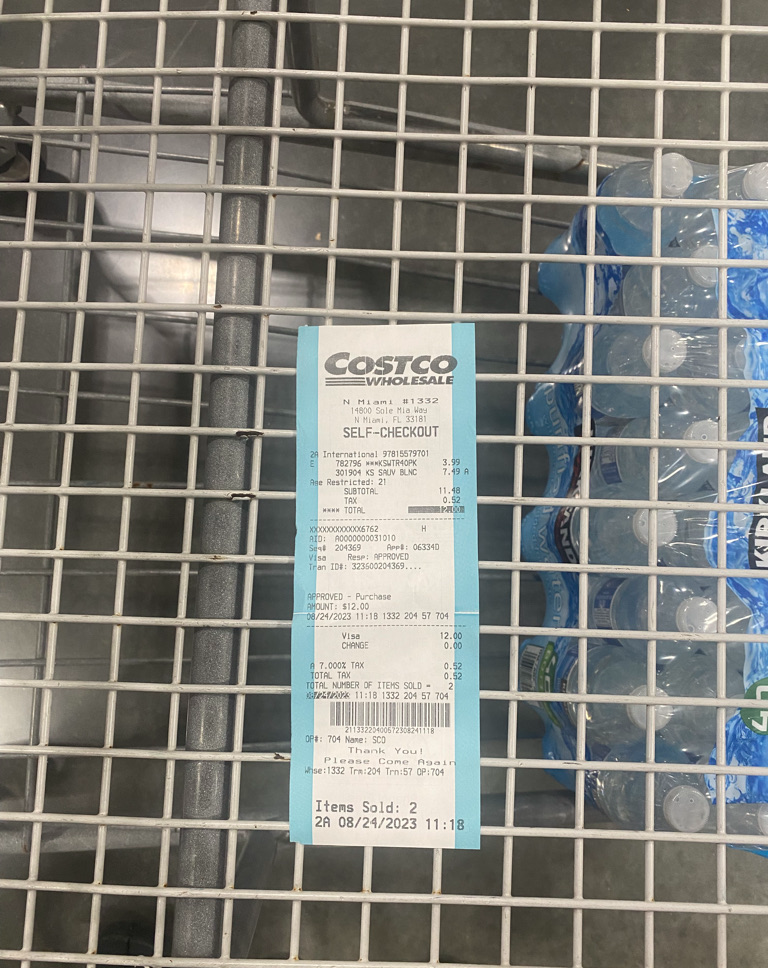 COSTCO
WHOLESALE
N Miami #1332
14800 Sole Mia Way
N Miami, FL 33181
SELF-CHECKOUT
2A International 97815579701
E 782796 ***KSWTR40PK 3.99
301904 KS SAUV BLNC 7.49 A
Age Restricted: 21
SUBTOTAL 11.48
TAX 0.52
**** TOTAL 12.00
XXXXXXXXXXXX6762 H
AID: A0000000031010
Seq# 204369 App#: 06334D
Visa Resp: APPROVED
Tran ID#: 323600204369....
APPROVED - Purchase
AMOUNT: $12.00
08/24/2023 11:18 1332 204 57 704
Visa 12.00
CHANGE 0.00
A 7.000% TAX 0.52
TOTAL TAX 0.52
TOTAL NUMBER OF ITEMS SOLD = 2
11:18 1332 204 57 704
21133220400572308241118
OP#: 704 Name: SCO
Thank You!
Please Come Again
Whse:1332 Trm:204 Trn:57 OP:704
Items Sold: 2
2A 08/24/2023 11:18